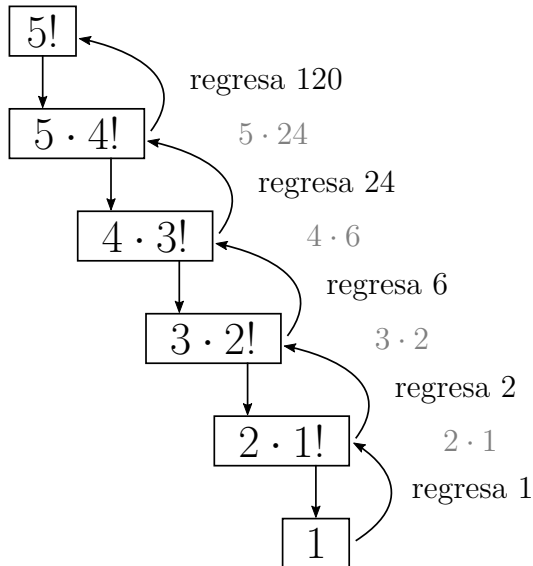 5!
regresa 120
5 · 4!
5 · 24
regresa 24
4 · 3!
4 · 6
regresa 6
3 · 2!
3 · 2
regresa 2
2 · 1!
2 · 1
regresa 1
1